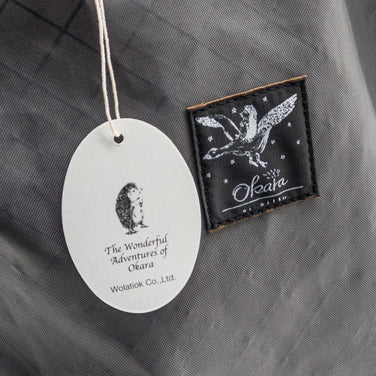 The Wonderful
Adventures of
Okara
Wolatiok Co.,Ltd.
Okara